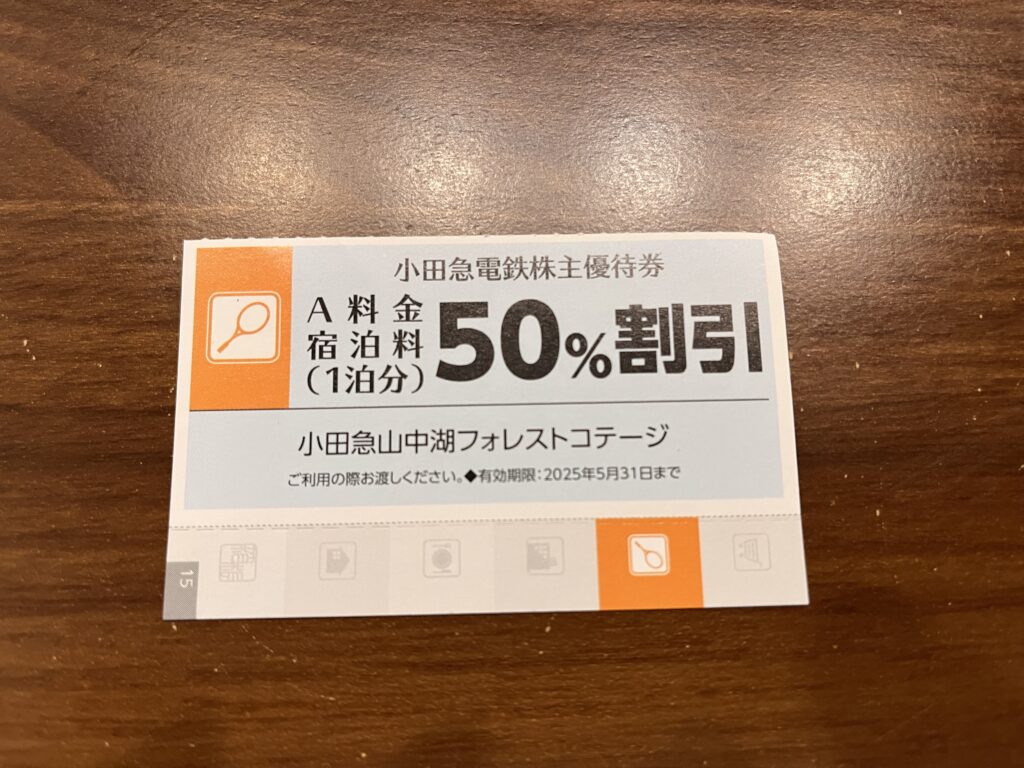 小田急電鉄株主優待券
A料金
宿泊料
(1泊分)
50%割引
小田急山中湖フォレストコテージ
ご利用の際お渡しください。◆有効期限:2025年5月31日まで
15